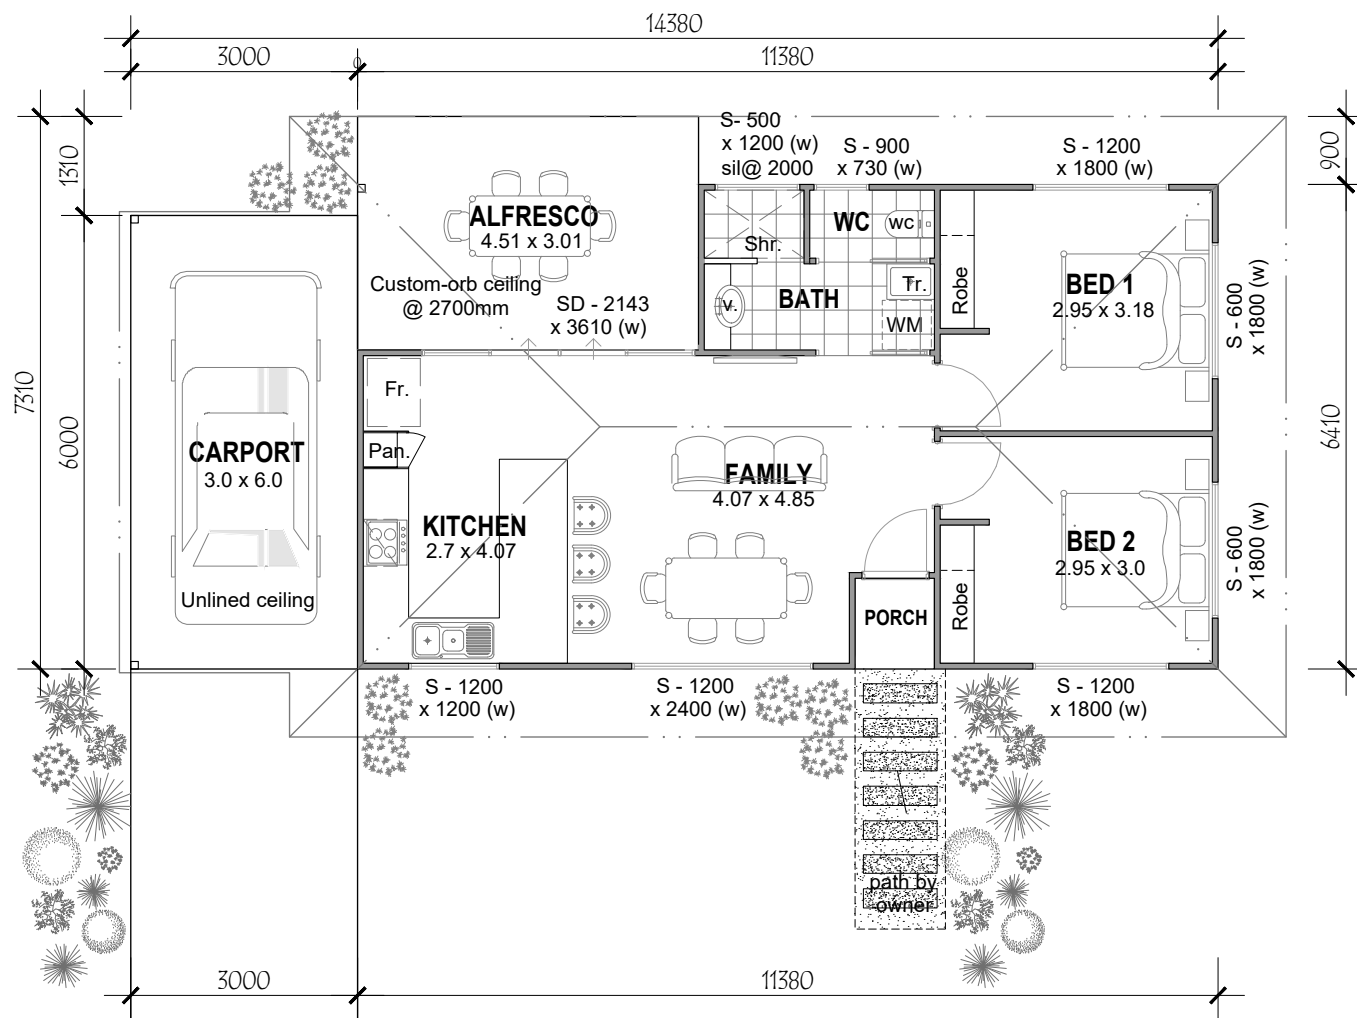 14380
3000
0
11380
S- 500
x 1200 (w)
sil@ 2000
S - 900
x 730 (w)
S - 1200
x 1800 (w)
1310
900
ALFRESCO
4.51 x 3.01
WC
wc
Shr.
Custom-orb ceiling
@ 2700mm
SD - 2143
x 3610 (w)
v.
BATH
Tr.
WM
Robe
BED 1
2.95 x 3.18
S - 600
x 1800 (w)
7310
6000
6410
Fr.
Pan.
CARPORT
3.0 x 6.0
Unlined ceiling
KITCHEN
2.7 x 4.07
FAMILY
4.07 x 4.85
PORCH
Robe
BED 2
2.95 x 3.0
S - 600
x 1800 (w)
S - 1200
x 1200 (w)
S - 1200
x 2400 (w)
S - 1200
x 1800 (w)
path by
owner
3000
11380